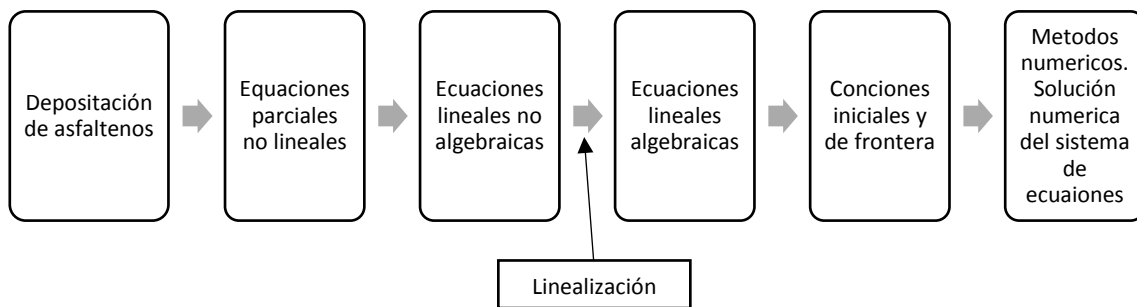 Depositación
de asfaltenos
Equaciones
parciales
no lineales
Ecuaciones
lineales no
algebraicas
Ecuaciones
lineales
algebraicas
Conciones
iniciales y
de frontera
Metodos
numericos.
Solución
numerica
del sistema
de
ecuaiones
Linealización